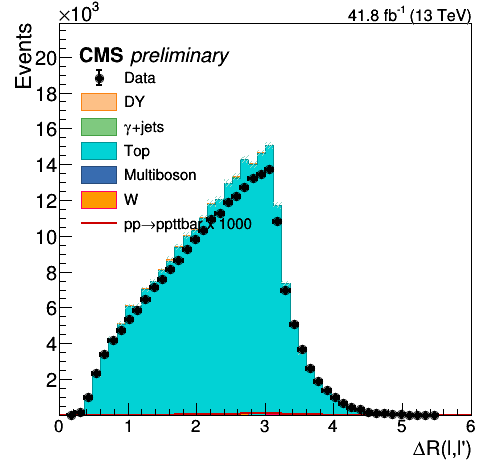 ×10³
41.8 fb⁻¹ (13 TeV)
Events
CMS preliminary
Data
DY
γ+jets
Top
Multiboson
W
pp→ppttbar x 1000
20
18
16
14
12
10
8
6
4
2
0 1 2 3 4 5 6
ΔR(l,l')